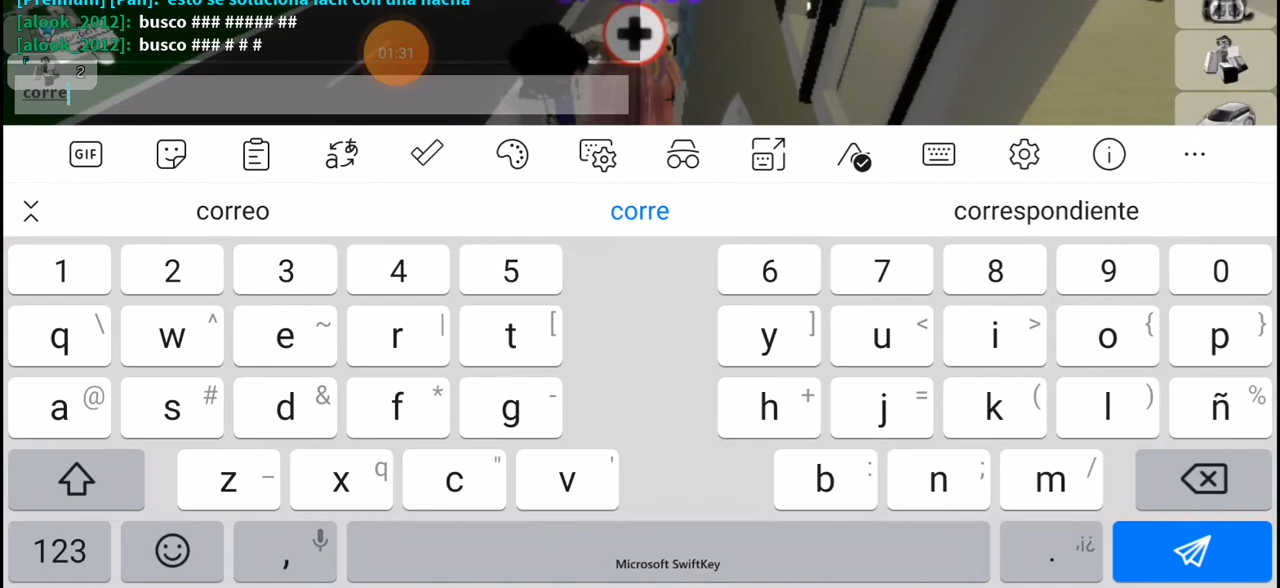 [Premium] [Pan]: esto se soluciona facil con una hacha
[alook_2012]: busco ### ##### ##
[alook_2012]: busco ### # # #
01:31
2
corre
GIF
correo corre correspondiente
1 2 3 4 5 6 7 8 9 0
q \ w ^ e ~ r | t [ y ] u < i > o { p }
a @ s # d & f * g - h + j = k ( l ) ñ %
z _ x q c " v ' b : n ; m /
123 , . ,¡¿
Microsoft SwiftKey